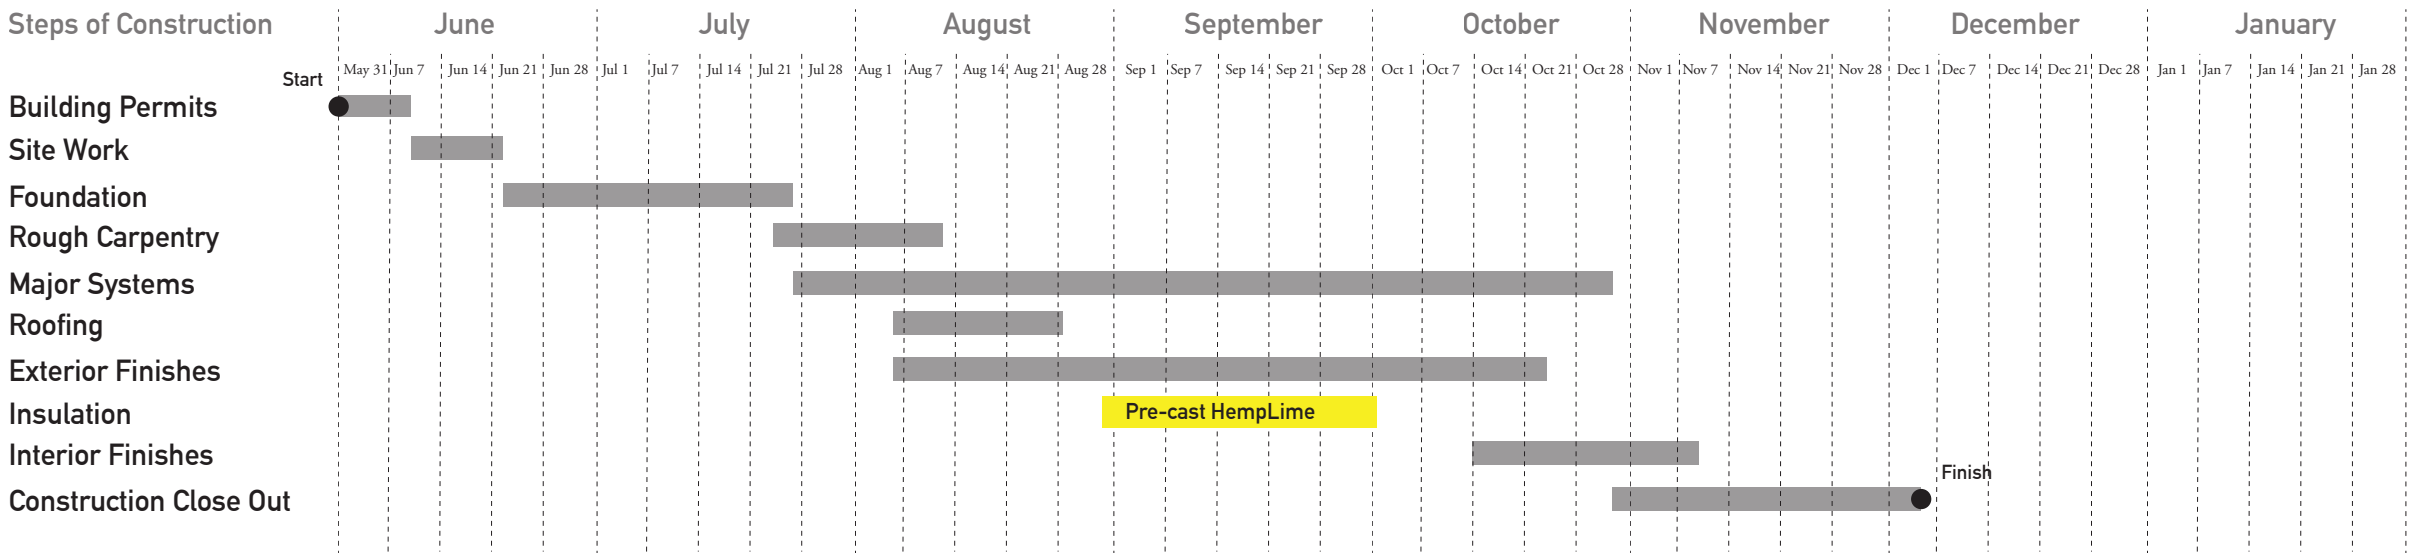 Steps of Construction June July August September October November December January
May 31 Jun 7 Jun 14 Jun 21 Jun 28 Jul 1 Jul 7 Jul 14 Jul 21 Jul 28 Aug 1 Aug 7 Aug 14 Aug 21 Aug 28 Sep 1 Sep 7 Sep 14 Sep 21 Sep 28 Oct 1 Oct 7 Oct 14 Oct 21 Oct 28 Nov 1 Nov 7 Nov 14 Nov 21 Nov 28 Dec 1 Dec 7 Dec 14 Dec 21 Dec 28 Jan 1 Jan 7 Jan 14 Jan 21 Jan 28
Start
Building Permits
Site Work
Foundation
Rough Carpentry
Major Systems
Roofing
Exterior Finishes
Insulation Pre-cast HempLime
Interior Finishes
Finish
Construction Close Out